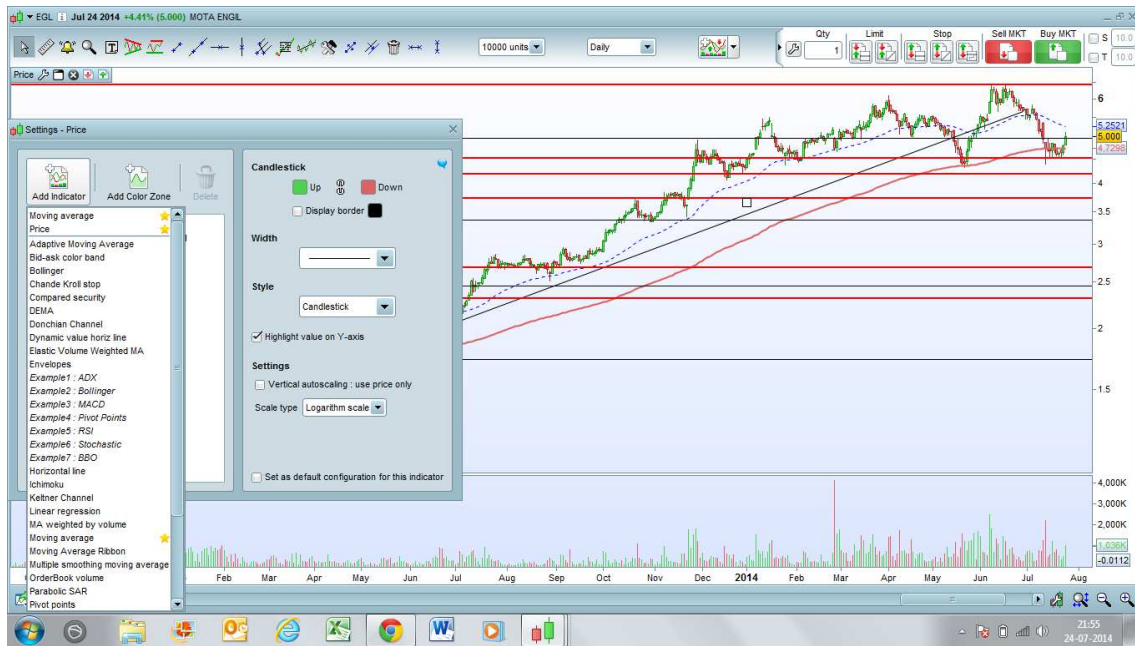 EGL Jul 24 2014 +4.41% (5.000) MOTA ENGIL
10000 units
Daily
Qty
1
Limit
Stop
Sell MKT
Buy MKT
S 10.0
T 10.0
Price
Settings - Price
Add Indicator
Add Color Zone
Delete
Moving average
Price
Adaptive Moving Average
Bid-ask color band
Bollinger
Chande Kroll stop
Compared security
DEMA
Donchian Channel
Dynamic value horiz line
Elastic Volume Weighted MA
Envelopes
Example1 : ADX
Example2 : Bollinger
Example3 : MACD
Example4 : Pivot Points
Example5 : RSI
Example6 : Stochastic
Example7 : BBO
Horizontal line
Ichimoku
Keltner Channel
Linear regression
MA weighted by volume
Moving average
Moving Average Ribbon
Multiple smoothing moving average
OrderBook volume
Parabolic SAR
Pivot points
Candlestick
Up
Down
Display border
Width
Style
Candlestick
Highlight value on Y-axis
Settings
Vertical autoscaling : use price only
Scale type Logarithm scale
Set as default configuration for this indicator
6
5.2521
5.000
4.7298
4
3.5
3
2.5
2
1.5
4,000K
3,000K
2,000K
1,036K
-0.0112
Feb Mar Apr May Jun Jul Aug Sep Oct Nov Dec 2014 Feb Mar Apr May Jun Jul Aug
21:55
24-07-2014